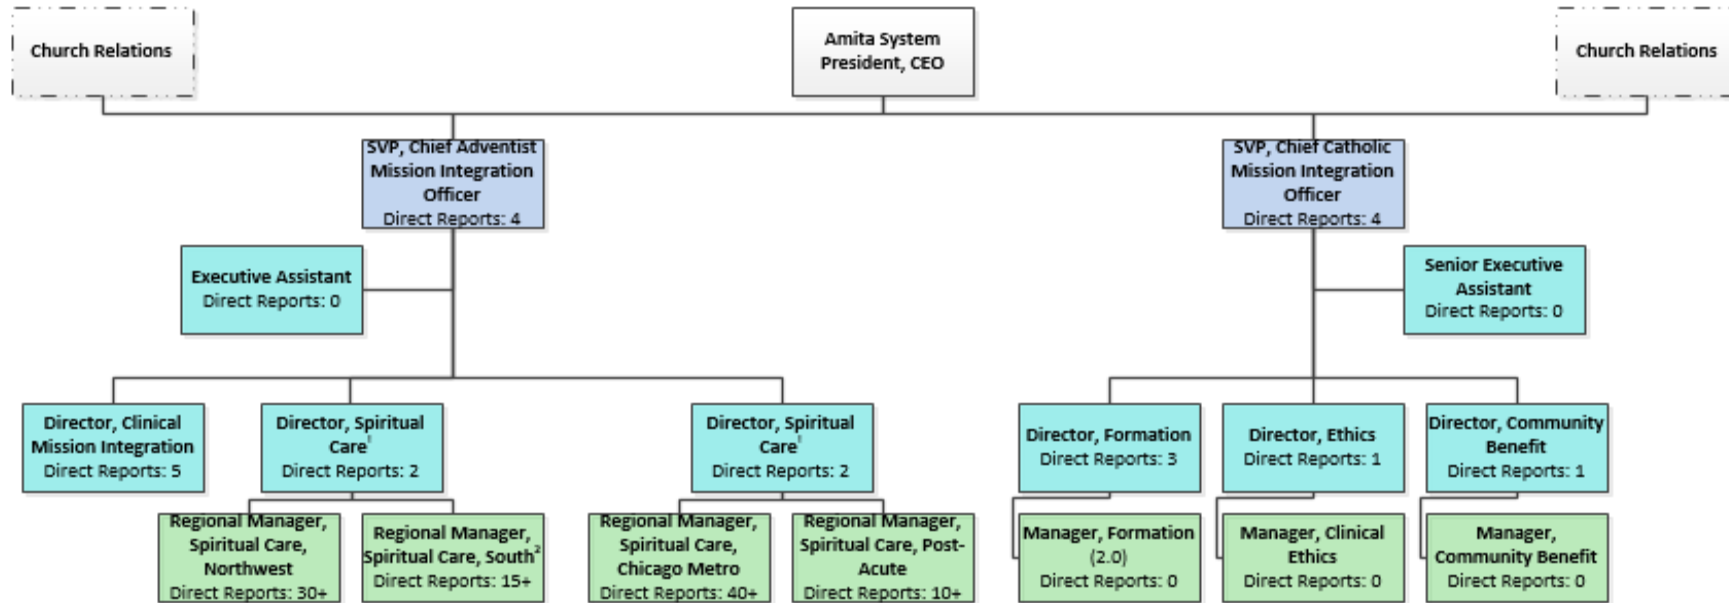 Church Relations
Amita System
President, CEO
Church Relations
SVP, Chief Adventist
Mission Integration
Officer
Direct Reports: 4
SVP, Chief Catholic
Mission Integration
Officer
Direct Reports: 4
Executive Assistant
Direct Reports: 0
Senior Executive
Assistant
Direct Reports: 0
Director, Clinical
Mission Integration
Direct Reports: 5
Director, Spiritual
Care¹
Direct Reports: 2
Director, Spiritual
Care¹
Direct Reports: 2
Director, Formation
Direct Reports: 3
Director, Ethics
Direct Reports: 1
Director, Community
Benefit
Direct Reports: 1
Regional Manager,
Spiritual Care,
Northwest
Direct Reports: 30+
Regional Manager,
Spiritual Care, South²
Direct Reports: 15+
Regional Manager,
Spiritual Care,
Chicago Metro
Direct Reports: 40+
Regional Manager,
Spiritual Care, Post-
Acute
Direct Reports: 10+
Manager, Formation
(2.0)
Direct Reports: 0
Manager, Clinical
Ethics
Direct Reports: 0
Manager,
Community Benefit
Direct Reports: 0